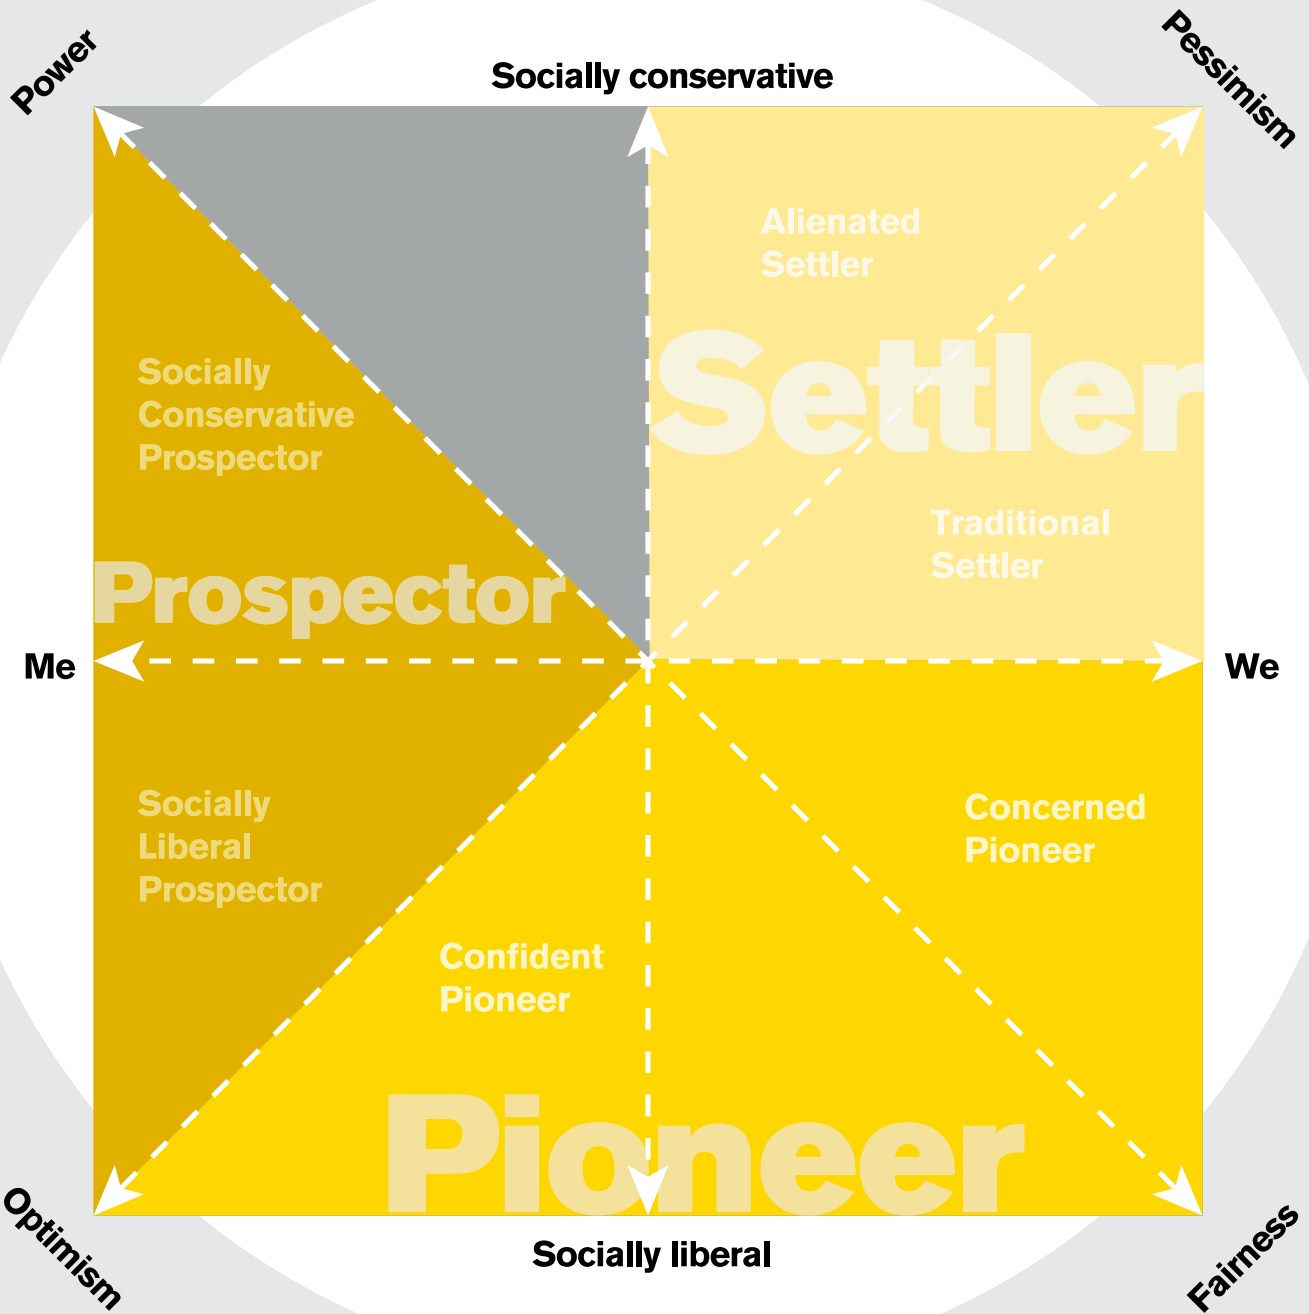 Power
Pessimism
Socially conservative
Alienated
Settler
Settler
Socially
Conservative
Prospector
Traditional
Settler
Prospector
Me
We
Socially
Liberal
Prospector
Concerned
Pioneer
Confident
Pioneer
Pioneer
Optimism
Socially liberal
Fairness